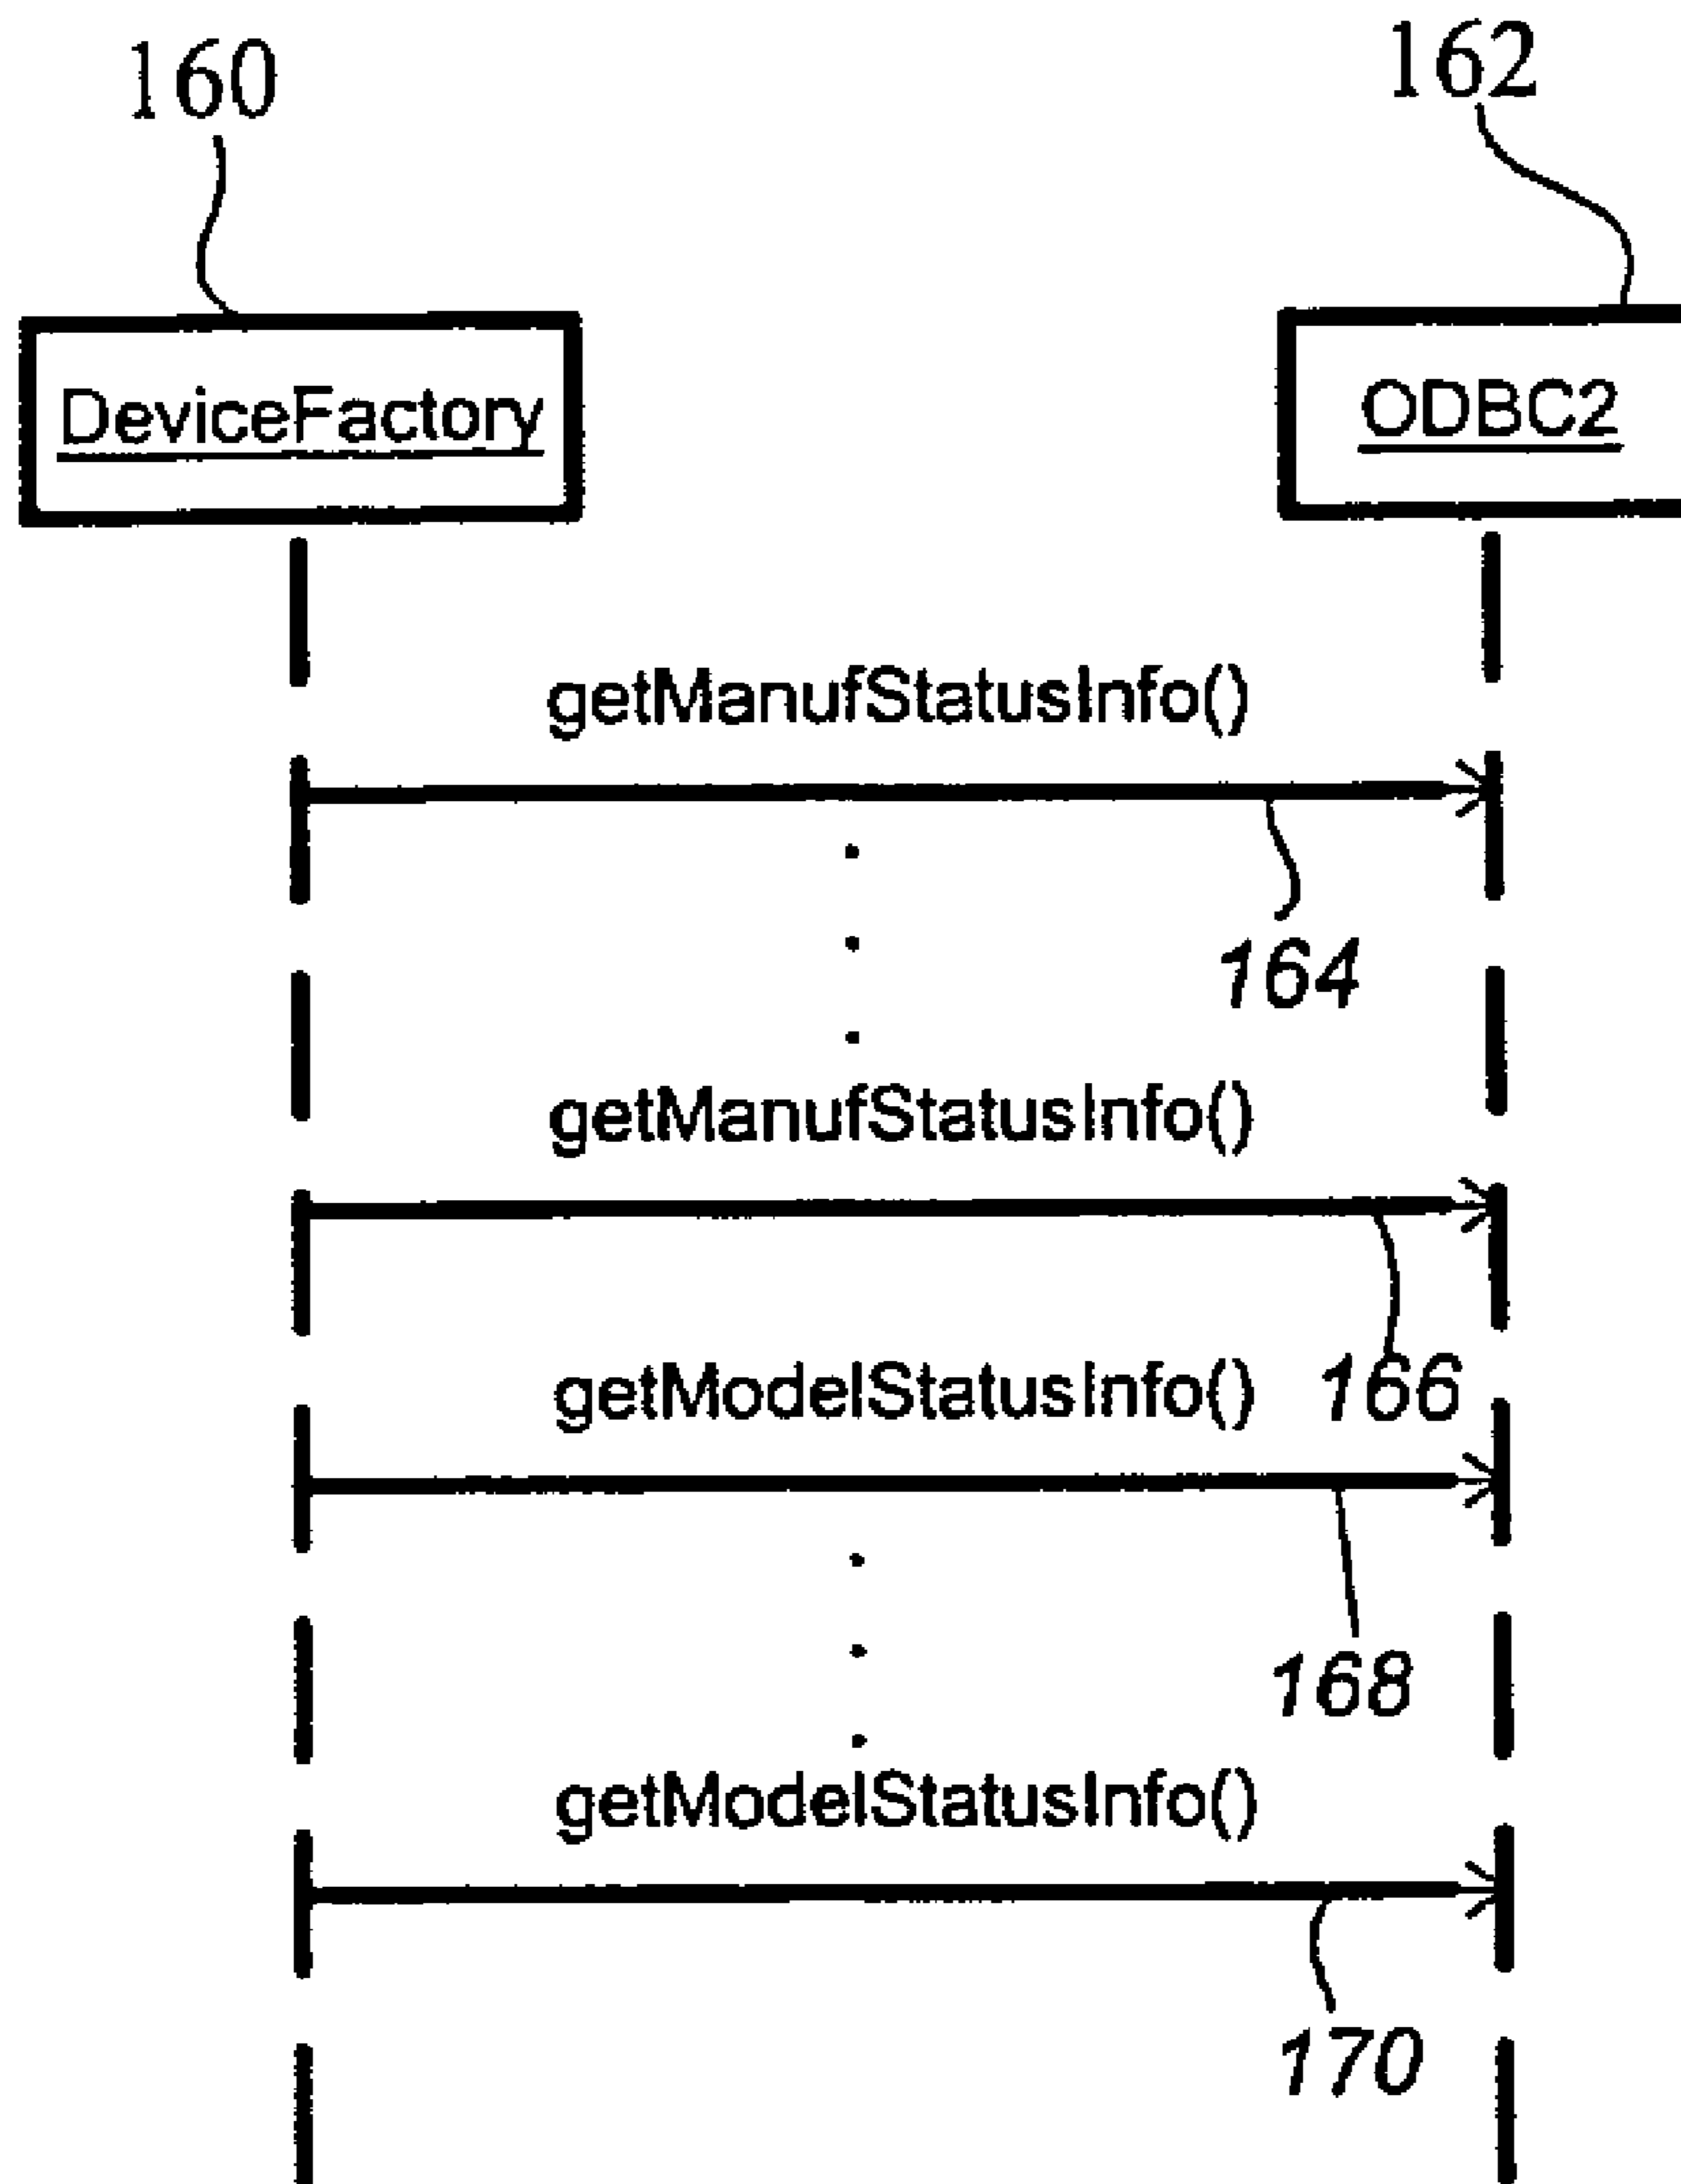 160
162
DeviceFactory
ODBC2
getManufStatusInfo()
164
getManufStatusInfo()
166
getModelStatusInfo()
168
getModelStatusInfo()
170